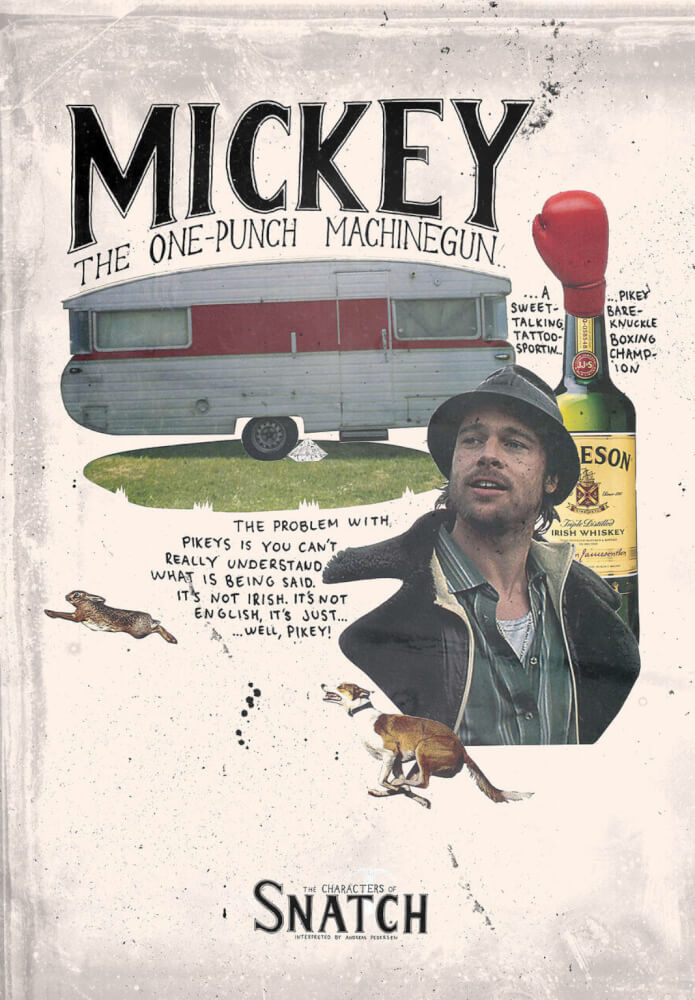 MICKEY
THE ONE-PUNCH MACHINEGUN..
...A
SWEET-
TALKING,
TATTOO-
SPORTIN...
...PIKEY
BARE-
KNUCKLE
BOXING
CHAMP-
ION
JJ&S
ESON
Triple Distilled
IRISH WHISKEY
THE PROBLEM WITH
PIKEYS IS YOU CAN'T
REALLY UNDERSTAND
WHAT IS BEING SAID.
IT'S NOT IRISH. IT'S NOT
ENGLISH, IT'S JUST...
...WELL, PIKEY!
THE CHARACTERS OF
SNATCH
INTERPRETED BY ANDREAS PEDERSEN